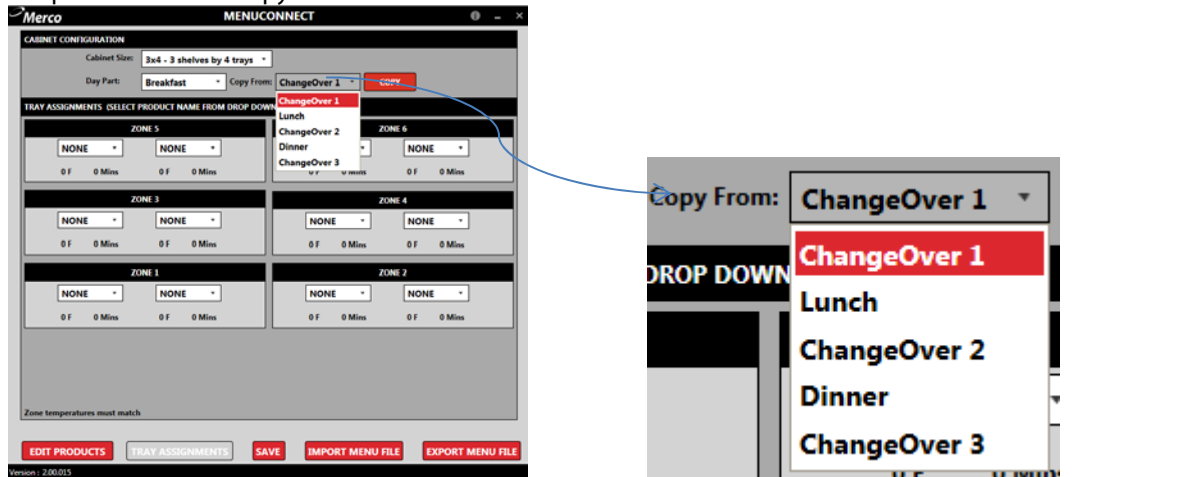 Merco MENUCONNECT
CABINET CONFIGURATION
Cabinet Size: 3x4 - 3 shelves by 4 trays
Day Part: Breakfast Copy From: ChangeOver 1 COPY
ChangeOver 1
Lunch
ChangeOver 2
Dinner
ChangeOver 3
TRAY ASSIGNMENTS (SELECT PRODUCT NAME FROM DROP DOWN
ZONE 5 ZONE 6
NONE NONE NONE
0 F 0 Mins 0 F 0 Mins 0 F 0 Mins 0 F 0 Mins
ZONE 3 ZONE 4
NONE NONE NONE NONE
0 F 0 Mins 0 F 0 Mins 0 F 0 Mins 0 F 0 Mins
ZONE 1 ZONE 2
NONE NONE NONE NONE
0 F 0 Mins 0 F 0 Mins 0 F 0 Mins 0 F 0 Mins
Zone temperatures must match
EDIT PRODUCTS TRAY ASSIGNMENTS SAVE IMPORT MENU FILE EXPORT MENU FILE
Version : 2.00.015
Copy From: ChangeOver 1
DROP DOWN
ChangeOver 1
Lunch
ChangeOver 2
Dinner
ChangeOver 3